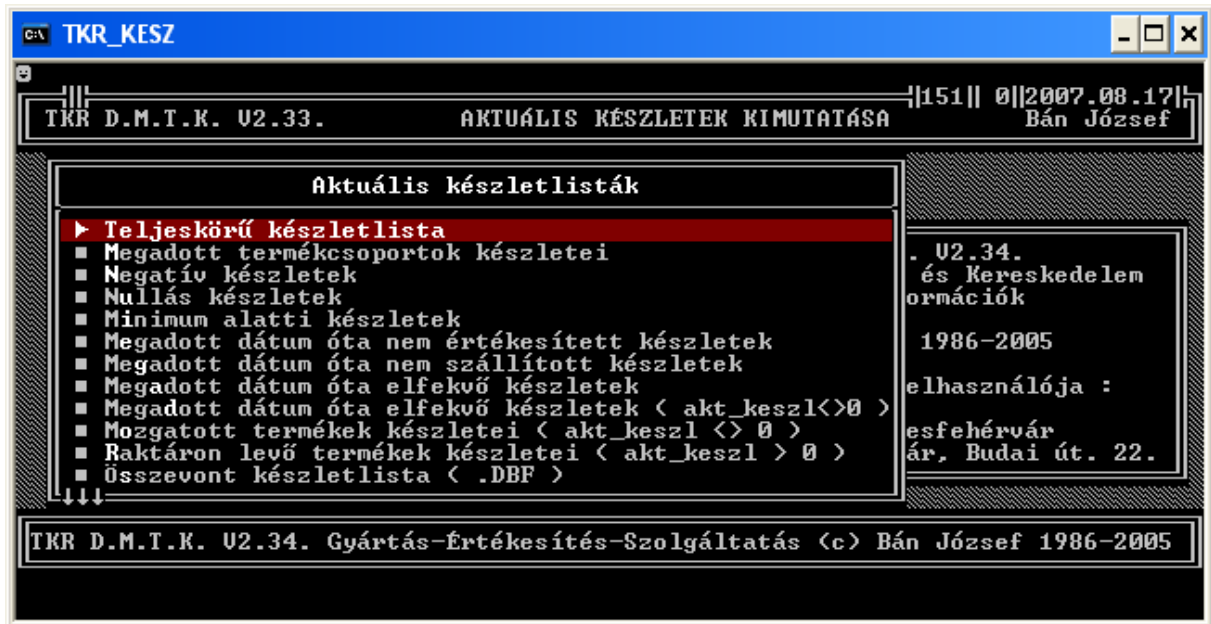 TKR_KESZ
151 0 2007.08.17
TKR D.M.T.K. V2.33. AKTUÁLIS KÉSZLETEK KIMUTATÁSA Bán József
Aktuális készletlisták
Teljeskörű készletlista
Megadott termékcsoportok készletei
Negatív készletek
Nullás készletek
Minimum alatti készletek
Megadott dátum óta nem értékesített készletek
Megadott dátum óta nem szállított készletek
Megadott dátum óta elfekvő készletek
Megadott dátum óta elfekvő készletek ( akt_keszl<>0 )
Mozgatott termékek készletei ( akt_keszl <> 0 )
Raktáron levő termékek készletei ( akt_keszl > 0 )
Összevont készletlista ( .DBF )
. V2.34.
és Kereskedelem
ormációk
1986-2005
elhasználója :
esfehérvár
ár, Budai út. 22.
TKR D.M.T.K. V2.34. Gyártás-Értékesítés-Szolgáltatás (c) Bán József 1986-2005